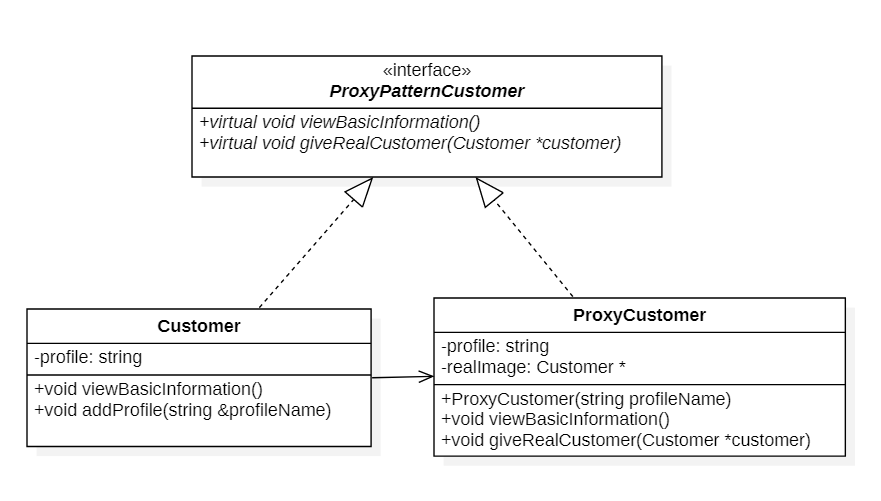 «interface»
ProxyPatternCustomer
+virtual void viewBasicInformation()
+virtual void giveRealCustomer(Customer *customer)
Customer
-profile: string
+void viewBasicInformation()
+void addProfile(string &profileName)
ProxyCustomer
-profile: string
-realImage: Customer *
+ProxyCustomer(string profileName)
+void viewBasicInformation()
+void giveRealCustomer(Customer *customer)